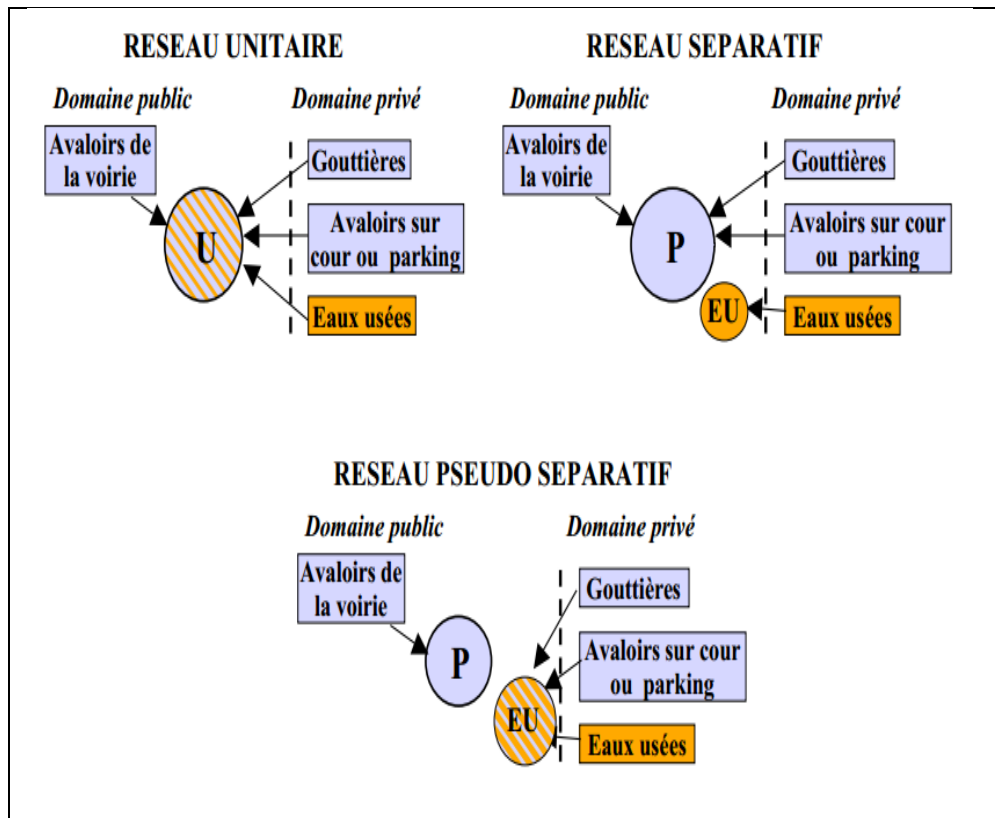 RESEAU UNITAIRE
Domaine public
Domaine privé
Avaloirs de
la voirie
U
Gouttières
Avaloirs sur
cour ou parking
Eaux usées
RESEAU SEPARATIF
Domaine public
Domaine privé
Avaloirs de
la voirie
P
EU
Gouttières
Avaloirs sur cour
ou parking
Eaux usées
RESEAU PSEUDO SEPARATIF
Domaine public
Domaine privé
Avaloirs de
la voirie
P
EU
Gouttières
Avaloirs sur cour
ou parking
Eaux usées